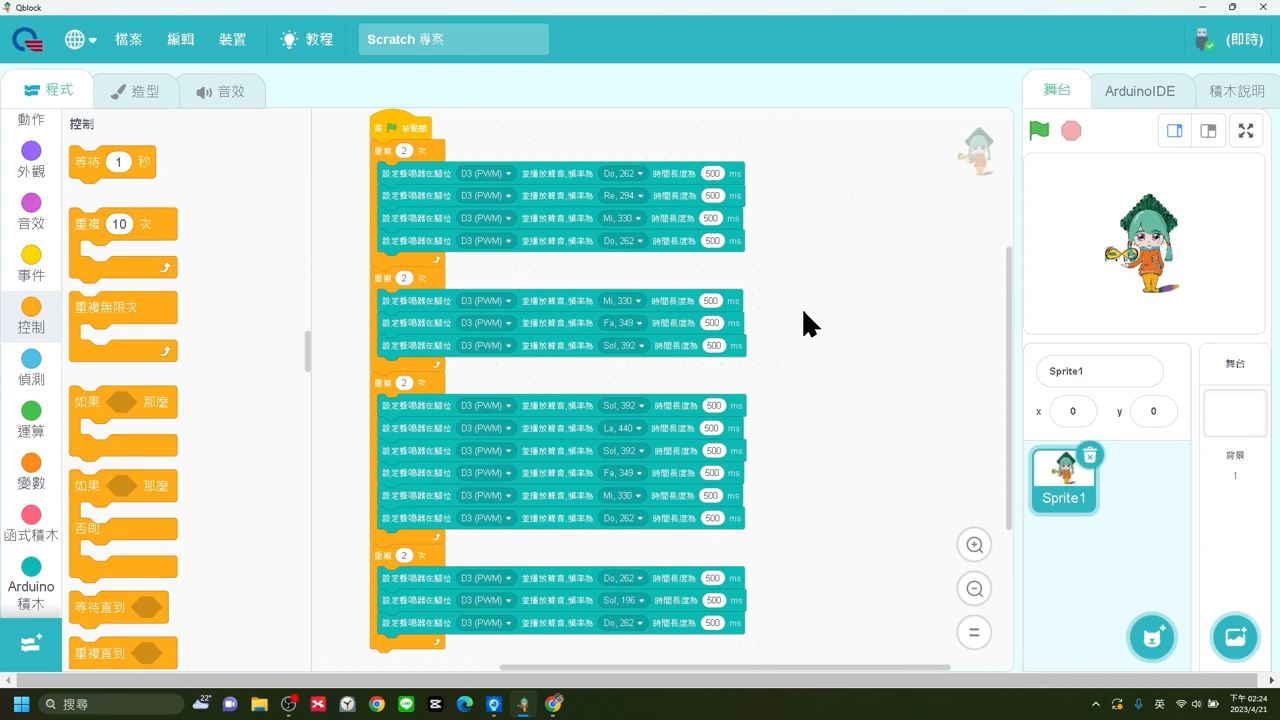 Qblock
檔案 編輯 裝置 教程 Scratch 專案 (即時)
程式 造型 音效
舞台 ArduinoIDE 積木說明
動作
外觀
音效
事件
控制
偵測
運算
變數
函式積木
Arduino
積木
控制
等待 1 秒
重複 10 次
重複無限次
如果 那麼
如果 那麼
否則
等待直到
重複直到
當 被點擊
重複 2 次
設定蜂鳴器在腳位 D3 (PWM) 並播放聲音,頻率為 Do, 262 時間長度為 500 ms
設定蜂鳴器在腳位 D3 (PWM) 並播放聲音,頻率為 Re, 294 時間長度為 500 ms
設定蜂鳴器在腳位 D3 (PWM) 並播放聲音,頻率為 Mi, 330 時間長度為 500 ms
設定蜂鳴器在腳位 D3 (PWM) 並播放聲音,頻率為 Do, 262 時間長度為 500 ms
重複 2 次
設定蜂鳴器在腳位 D3 (PWM) 並播放聲音,頻率為 Mi, 330 時間長度為 500 ms
設定蜂鳴器在腳位 D3 (PWM) 並播放聲音,頻率為 Fa, 349 時間長度為 500 ms
設定蜂鳴器在腳位 D3 (PWM) 並播放聲音,頻率為 Sol, 392 時間長度為 500 ms
重複 2 次
設定蜂鳴器在腳位 D3 (PWM) 並播放聲音,頻率為 Sol, 392 時間長度為 500 ms
設定蜂鳴器在腳位 D3 (PWM) 並播放聲音,頻率為 La, 440 時間長度為 500 ms
設定蜂鳴器在腳位 D3 (PWM) 並播放聲音,頻率為 Sol, 392 時間長度為 500 ms
設定蜂鳴器在腳位 D3 (PWM) 並播放聲音,頻率為 Fa, 349 時間長度為 500 ms
設定蜂鳴器在腳位 D3 (PWM) 並播放聲音,頻率為 Mi, 330 時間長度為 500 ms
設定蜂鳴器在腳位 D3 (PWM) 並播放聲音,頻率為 Do, 262 時間長度為 500 ms
重複 2 次
設定蜂鳴器在腳位 D3 (PWM) 並播放聲音,頻率為 Do, 262 時間長度為 500 ms
設定蜂鳴器在腳位 D3 (PWM) 並播放聲音,頻率為 Sol, 196 時間長度為 500 ms
設定蜂鳴器在腳位 D3 (PWM) 並播放聲音,頻率為 Do, 262 時間長度為 500 ms
Sprite1
x 0 y 0
Sprite1
舞台
背景
1
搜尋
22°
英
下午 02:24
2023/4/21